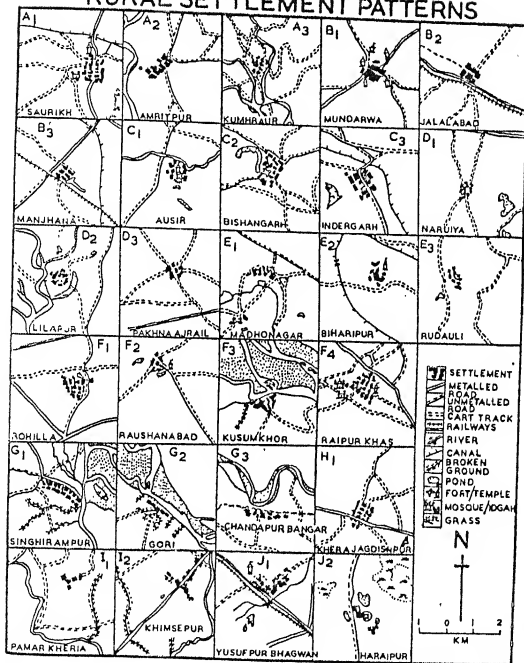 RURAL SETTLEMENT PATTERNS
A1
SAURIKH
A2
AMRITPUR
A3
KUMHRAUR
B1
MUNDARWA
B2
JALALABAD
B3
MANJHANA
C1
AUSIR
C2
BISHANGARH
C3
INDERGARH
D1
NARUIYA
D2
LILAPUR
D3
PAKHNA AJRAIL
E1
MADHONAGAR
E2
BIHARIPUR
E3
RUDAULI
F1
ROHILLA
F2
RAUSHANABAD
F3
KUSUMKHOR
F4
RAIPUR KHAS
SETTLEMENT
METALLED ROAD
UNMETALLED ROAD
CART TRACK
RAILWAYS
RIVER
CANAL
BROKEN GROUND
POND
FORT/TEMPLE
MOSQUE/IDGAH
GRASS
G1
SINGHIRAMPUR
G2
GORI
G3
CHANDAPUR BANGAR
H1
KHERA JAGDISHPUR
N
1 0 1 2
KM
I1
PAMAR KHERIA
I2
KHIMSEPUR
J1
YUSUFPUR BHAGWAN
J2
HARAIPUR